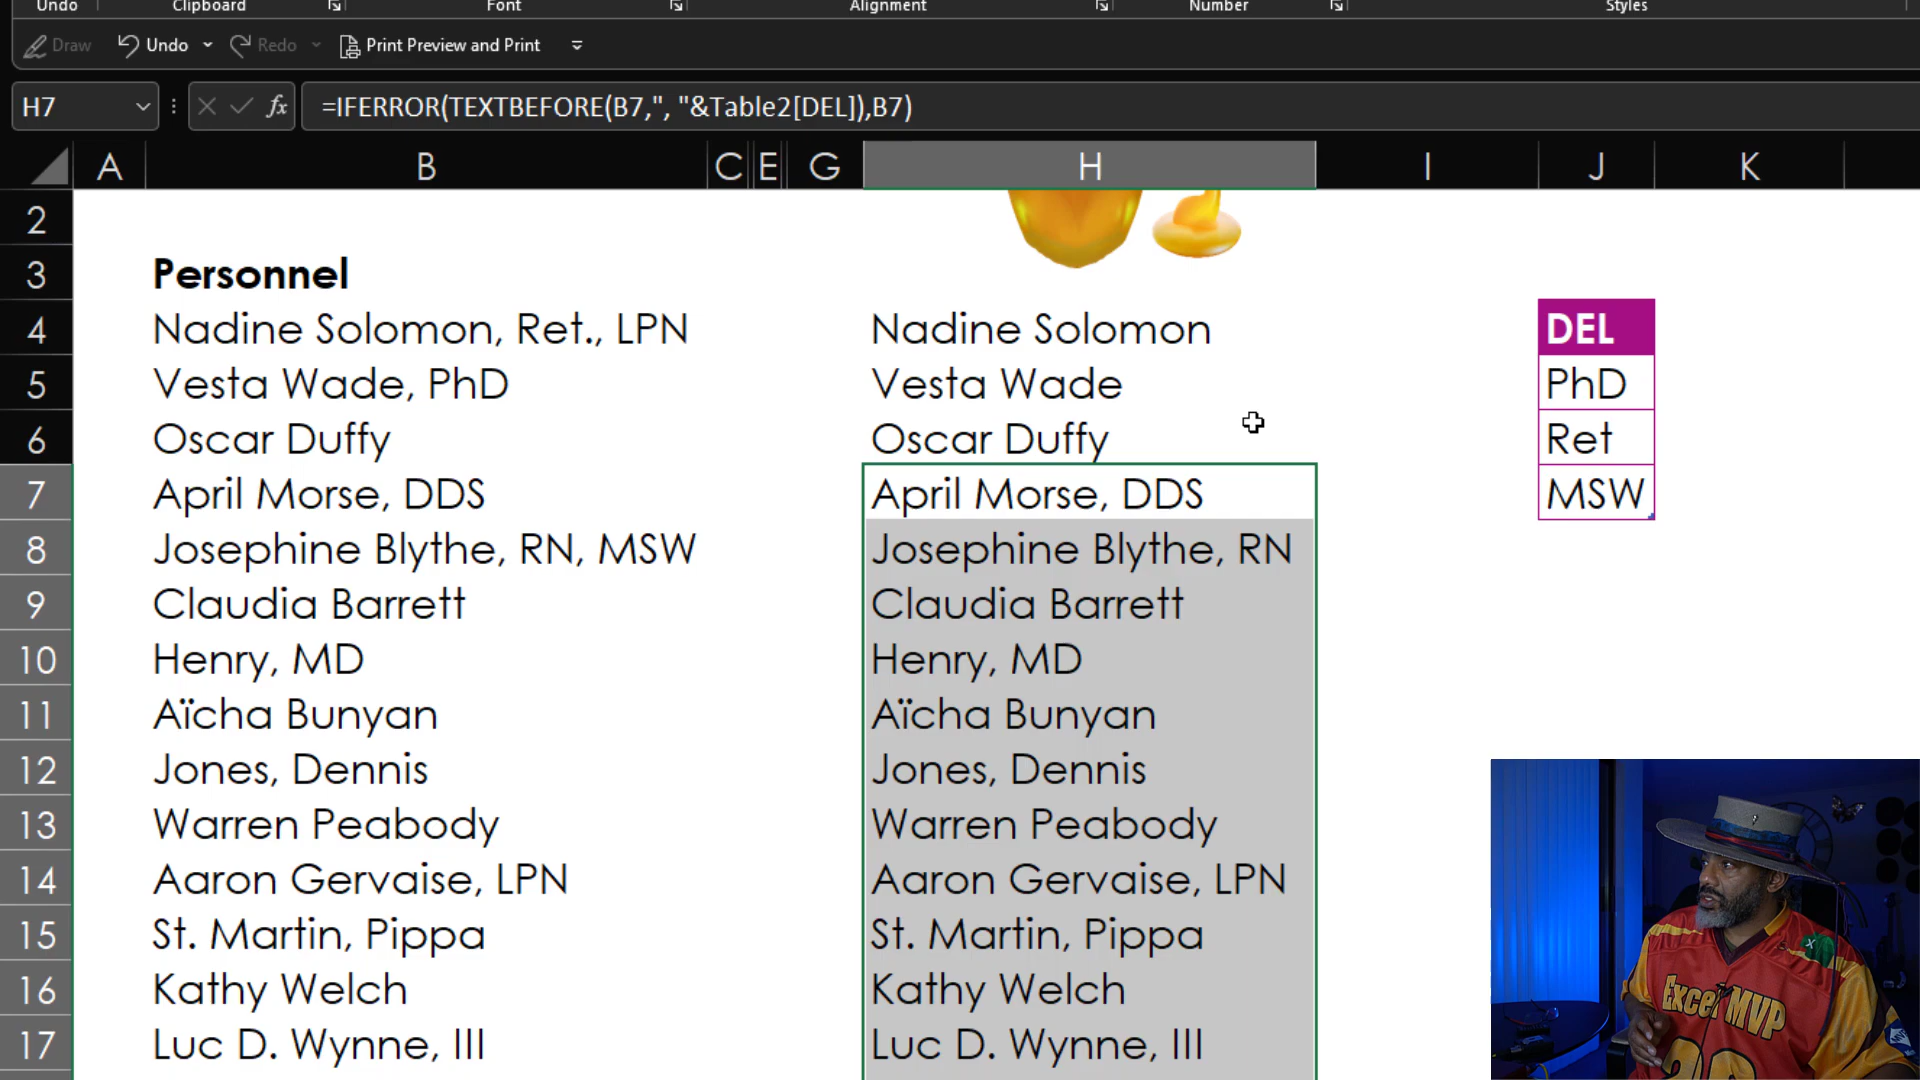 Undo Clipboard Font Alignment Number Styles
Draw Undo Redo Print Preview and Print
H7 fx =IFERROR(TEXTBEFORE(B7,", "&Table2[DEL]),B7)
A B C E G H I J K
2
3 Personnel
4 Nadine Solomon, Ret., LPN Nadine Solomon DEL
5 Vesta Wade, PhD Vesta Wade PhD
6 Oscar Duffy Oscar Duffy Ret
7 April Morse, DDS April Morse, DDS MSW
8 Josephine Blythe, RN, MSW Josephine Blythe, RN
9 Claudia Barrett Claudia Barrett
10 Henry, MD Henry, MD
11 Aïcha Bunyan Aïcha Bunyan
12 Jones, Dennis Jones, Dennis
13 Warren Peabody Warren Peabody
14 Aaron Gervaise, LPN Aaron Gervaise, LPN
15 St. Martin, Pippa St. Martin, Pippa
16 Kathy Welch Kathy Welch
17 Luc D. Wynne, III Luc D. Wynne, III
Excel MVP